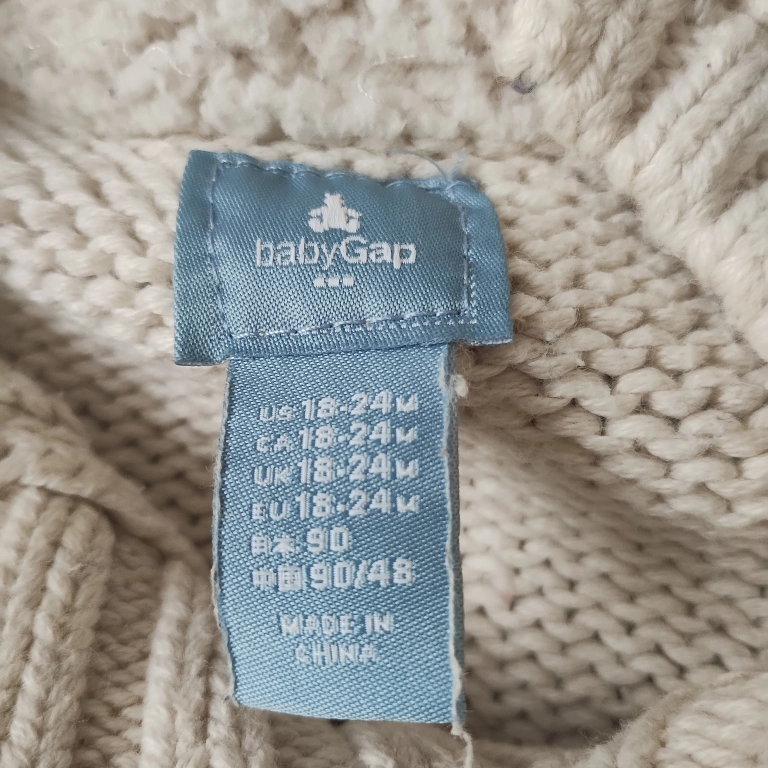 babyGap
US 18-24M
CA 18-24M
UK 18-24M
EU 18-24M
日本 90
中国 90/48
MADE IN
CHINA